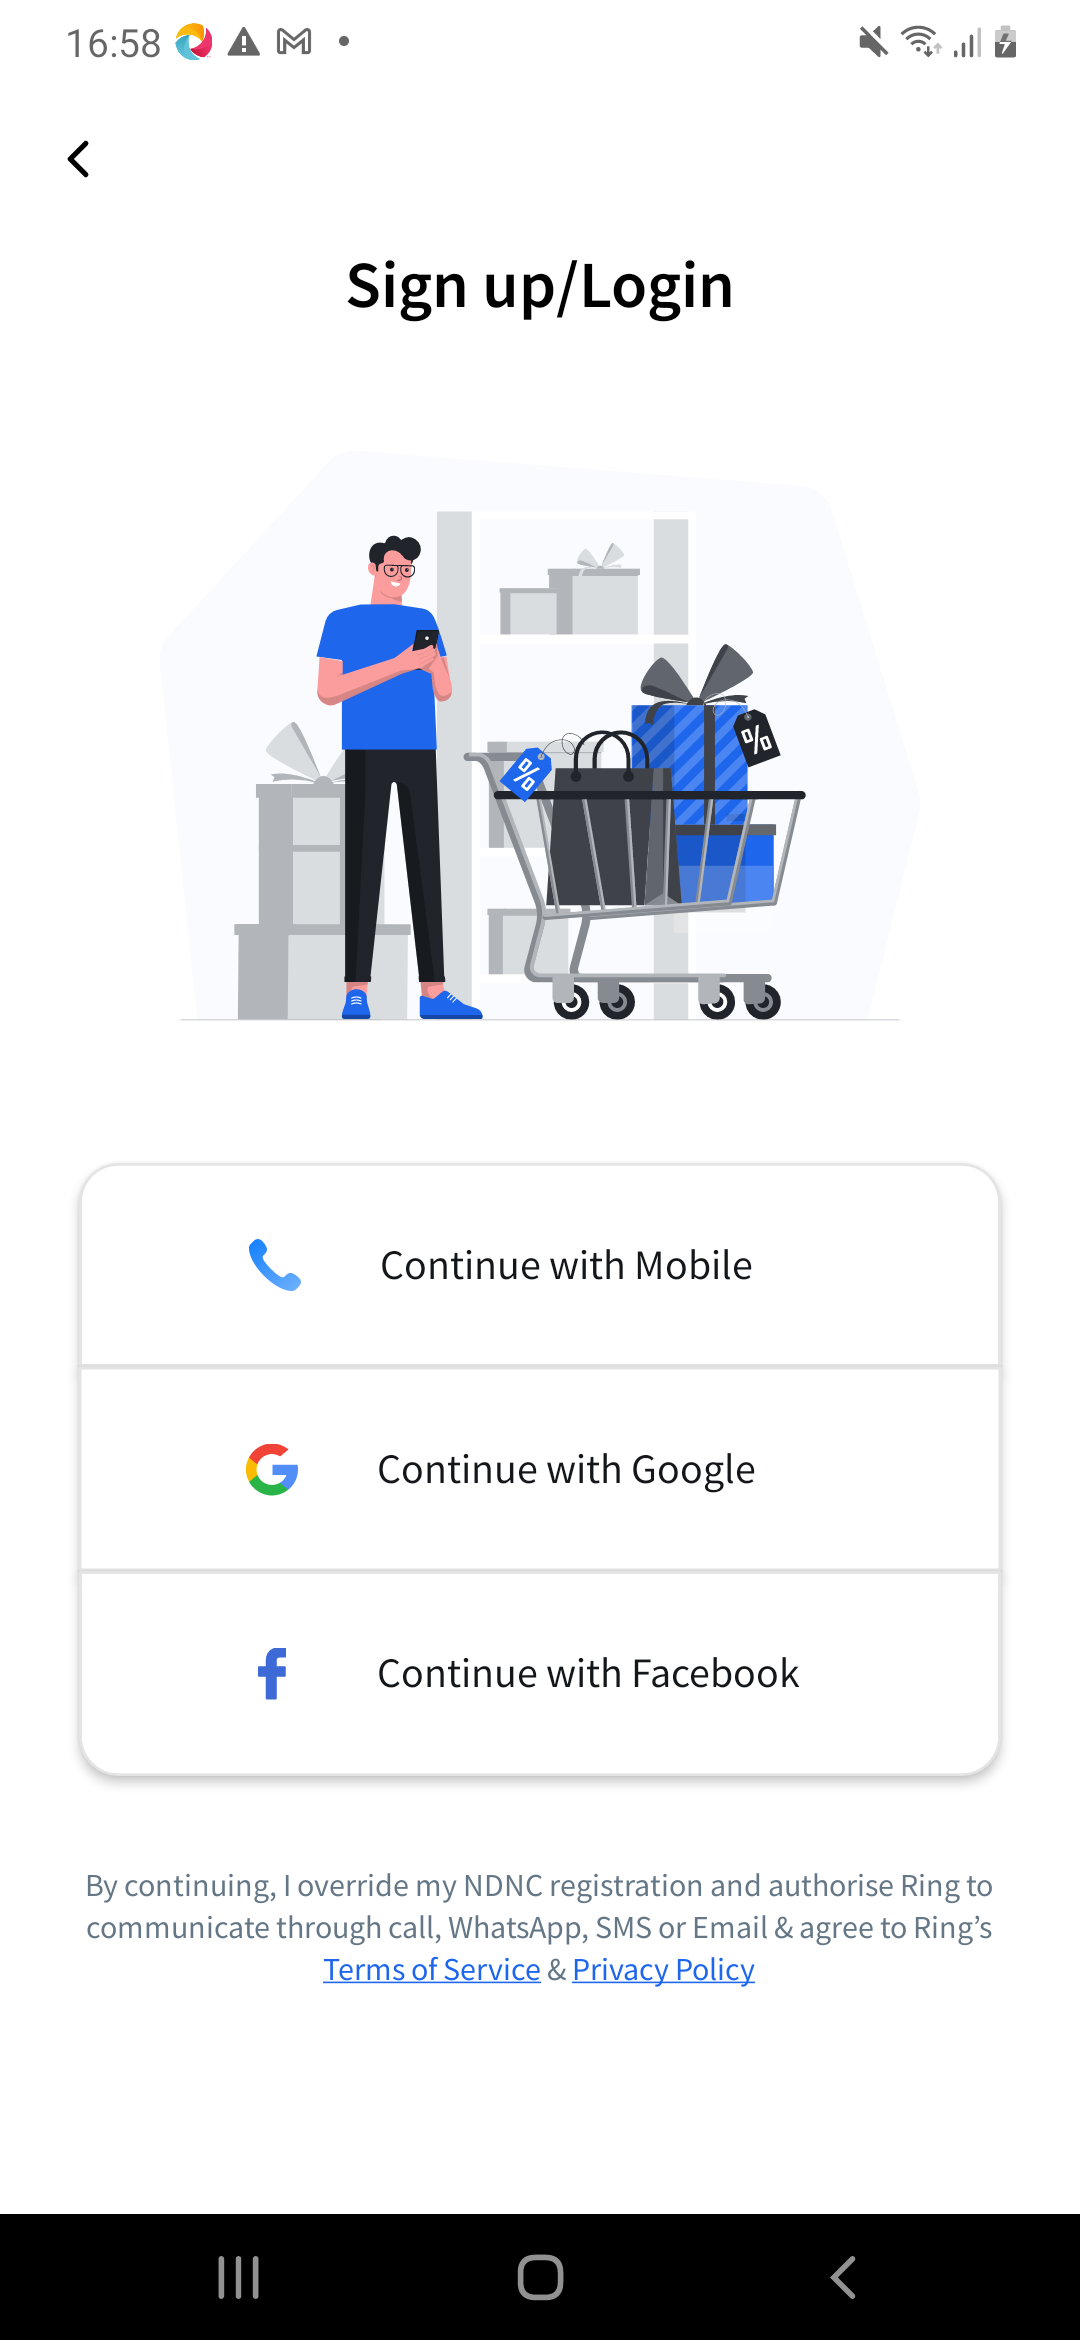 16:58
Sign up/Login
%
%
Continue with Mobile
Continue with Google
Continue with Facebook
By continuing, I override my NDNC registration and authorise Ring to
communicate through call, WhatsApp, SMS or Email & agree to Ring’s
Terms of Service & Privacy Policy